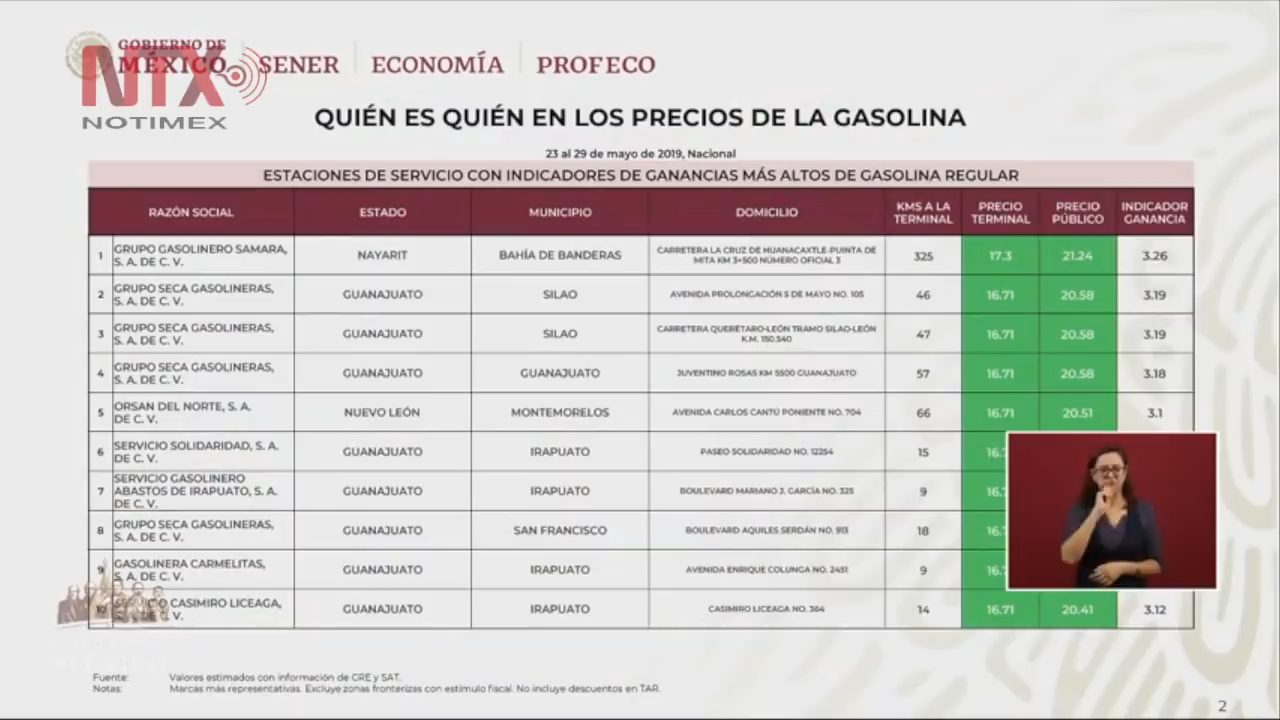 GOBIERNO DE
MÉXICO
SENER
ECONOMÍA
PROFECO
NTX
NOTIMEX
QUIÉN ES QUIÉN EN LOS PRECIOS DE LA GASOLINA
23 al 29 de mayo de 2019, Nacional
ESTACIONES DE SERVICIO CON INDICADORES DE GANANCIAS MÁS ALTOS DE GASOLINA REGULAR
RAZÓN SOCIAL ESTADO MUNICIPIO DOMICILIO KMS A LA TERMINAL PRECIO TERMINAL PRECIO PÚBLICO INDICADOR GANANCIA
1 GRUPO GASOLINERO SAMARA, S. A. DE C. V. NAYARIT BAHÍA DE BANDERAS CARRETERA LA CRUZ DE HUANACAXTLE-PUINTA DE MITA KM 3+500 NÚMERO OFICIAL 3 325 17.3 21.24 3.26
2 GRUPO SECA GASOLINERAS, S. A. DE C. V. GUANAJUATO SILAO AVENIDA PROLONGACIÓN 5 DE MAYO NO. 105 46 16.71 20.58 3.19
3 GRUPO SECA GASOLINERAS, S. A. DE C. V. GUANAJUATO SILAO CARRETERA QUERÉTARO-LEÓN TRAMO SILAO-LEÓN K.M. 150.540 47 16.71 20.58 3.19
4 GRUPO SECA GASOLINERAS, S. A. DE C. V. GUANAJUATO GUANAJUATO JUVENTINO ROSAS KM 5500 GUANAJUATO 57 16.71 20.58 3.18
5 ORSAN DEL NORTE, S. A. DE C. V. NUEVO LEÓN MONTEMORELOS AVENIDA CARLOS CANTÚ PONIENTE NO. 704 66 16.71 20.51 3.1
6 SERVICIO SOLIDARIDAD, S. A. DE C. V. GUANAJUATO IRAPUATO PASEO SOLIDARIDAD NO. 12254 15 16.7
7 SERVICIO GASOLINERO ABASTOS DE IRAPUATO, S. A. DE C. V. GUANAJUATO IRAPUATO BOULEVARD MARIANO J. GARCÍA NO. 325 9 16.7
8 GRUPO SECA GASOLINERAS, S. A. DE C. V. GUANAJUATO SAN FRANCISCO BOULEVARD AQUILES SERDÁN NO. 913 18 16.7
9 GASOLINERA CARMELITAS, S. A. DE C. V. GUANAJUATO IRAPUATO AVENIDA ENRIQUE COLUNGA NO. 2451 9 16.7
10 CASIMIRO LICEAGA, C. V. GUANAJUATO IRAPUATO CASIMIRO LICEAGA NO. 364 14 16.71 20.41 3.12
MÉXICO
Fuente: Valores estimados con información de CRE y SAT.
Notas: Marcas más representativas. Excluye zonas fronterizas con estímulo fiscal. No incluye descuentos en TAR.
2